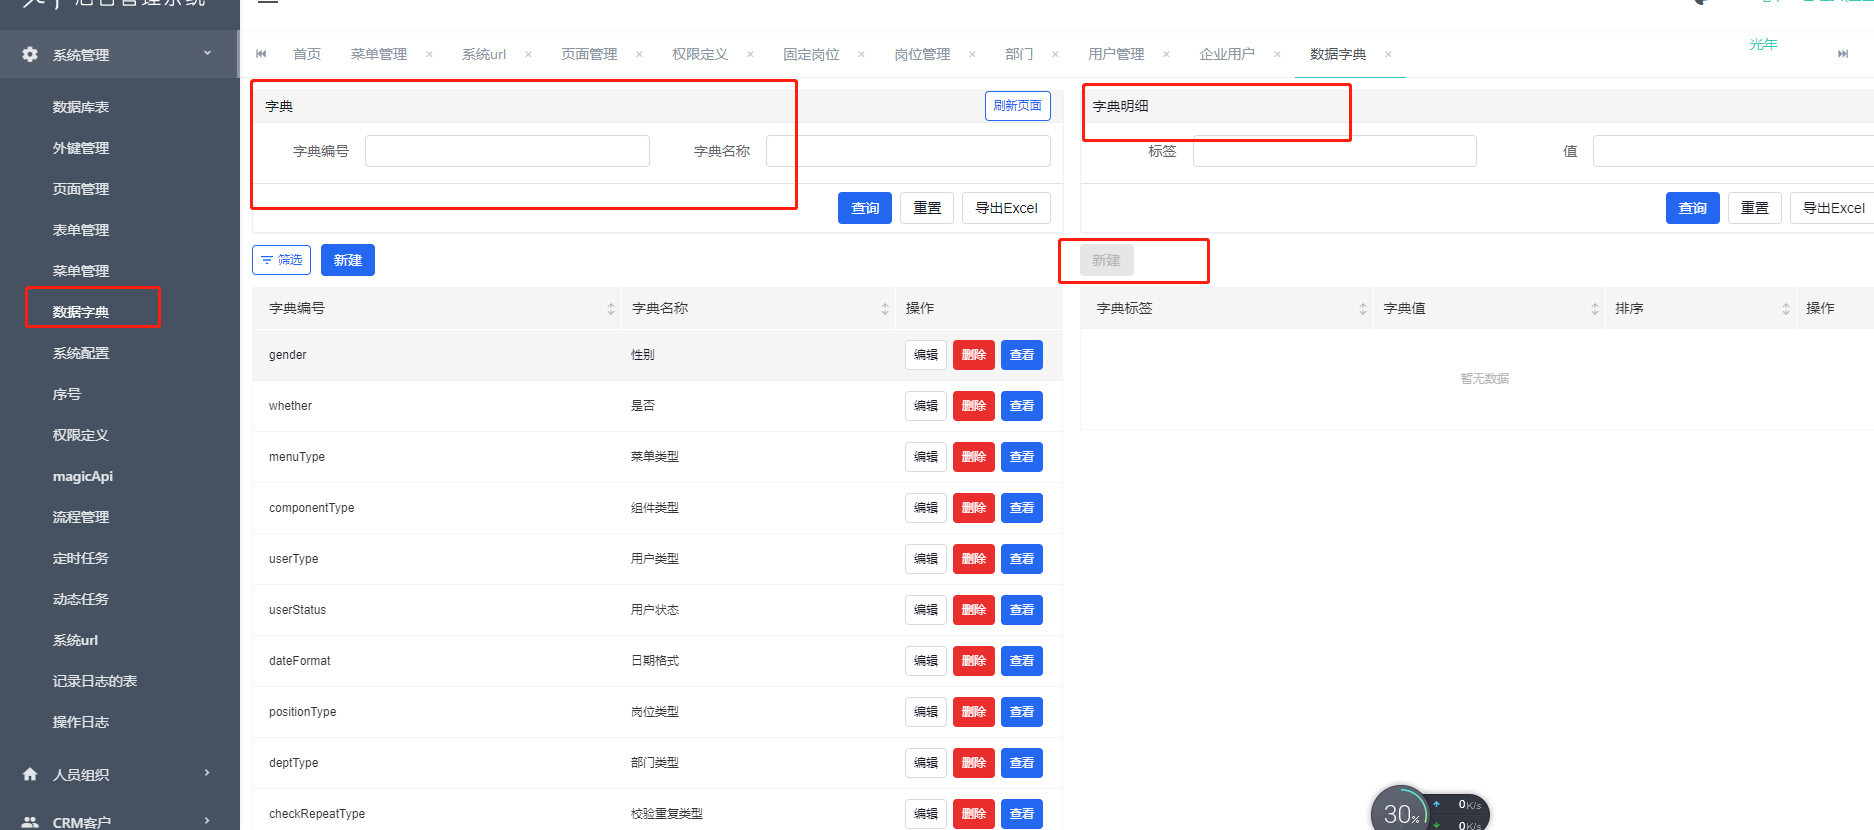 后台管理系统
系统管理
数据库表
外键管理
页面管理
表单管理
菜单管理
数据字典
系统配置
序号
权限定义
magicApi
流程管理
定时任务
动态任务
系统url
记录日志的表
操作日志
人员组织
CRM客户
首页 菜单管理 × 系统url × 页面管理 × 权限定义 × 固定岗位 × 岗位管理 × 部门 × 用户管理 × 企业用户 × 数据字典 ×
光年
字典 刷新页面
字典编号 字典名称
查询 重置 导出Excel
筛选 新建
字典编号 字典名称 操作
gender 性别 编辑 删除 查看
whether 是否 编辑 删除 查看
menuType 菜单类型 编辑 删除 查看
componentType 组件类型 编辑 删除 查看
userType 用户类型 编辑 删除 查看
userStatus 用户状态 编辑 删除 查看
dateFormat 日期格式 编辑 删除 查看
positionType 岗位类型 编辑 删除 查看
deptType 部门类型 编辑 删除 查看
checkRepeatType 校验重复类型 编辑 删除 查看
字典明细
标签 值
查询 重置 导出Excel
新建
字典标签 字典值 排序 操作
暂无数据
30%
0K/s
0K/s